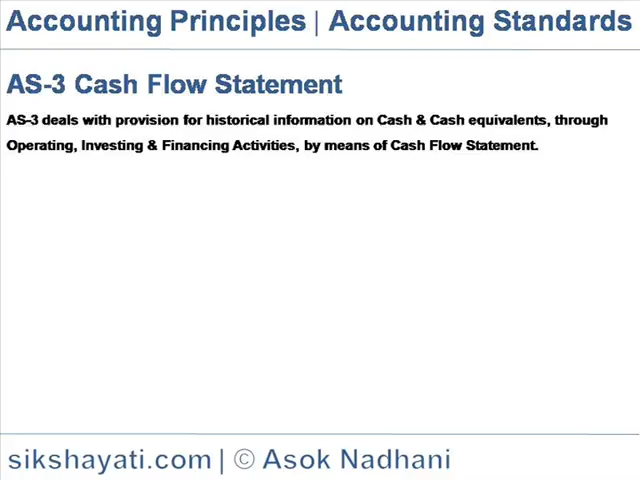 Accounting Principles | Accounting Standards
AS-3 Cash Flow Statement
AS-3 deals with provision for historical information on Cash & Cash equivalents, through
Operating, Investing & Financing Activities, by means of Cash Flow Statement.
sikshayati.com | © Asok Nadhani